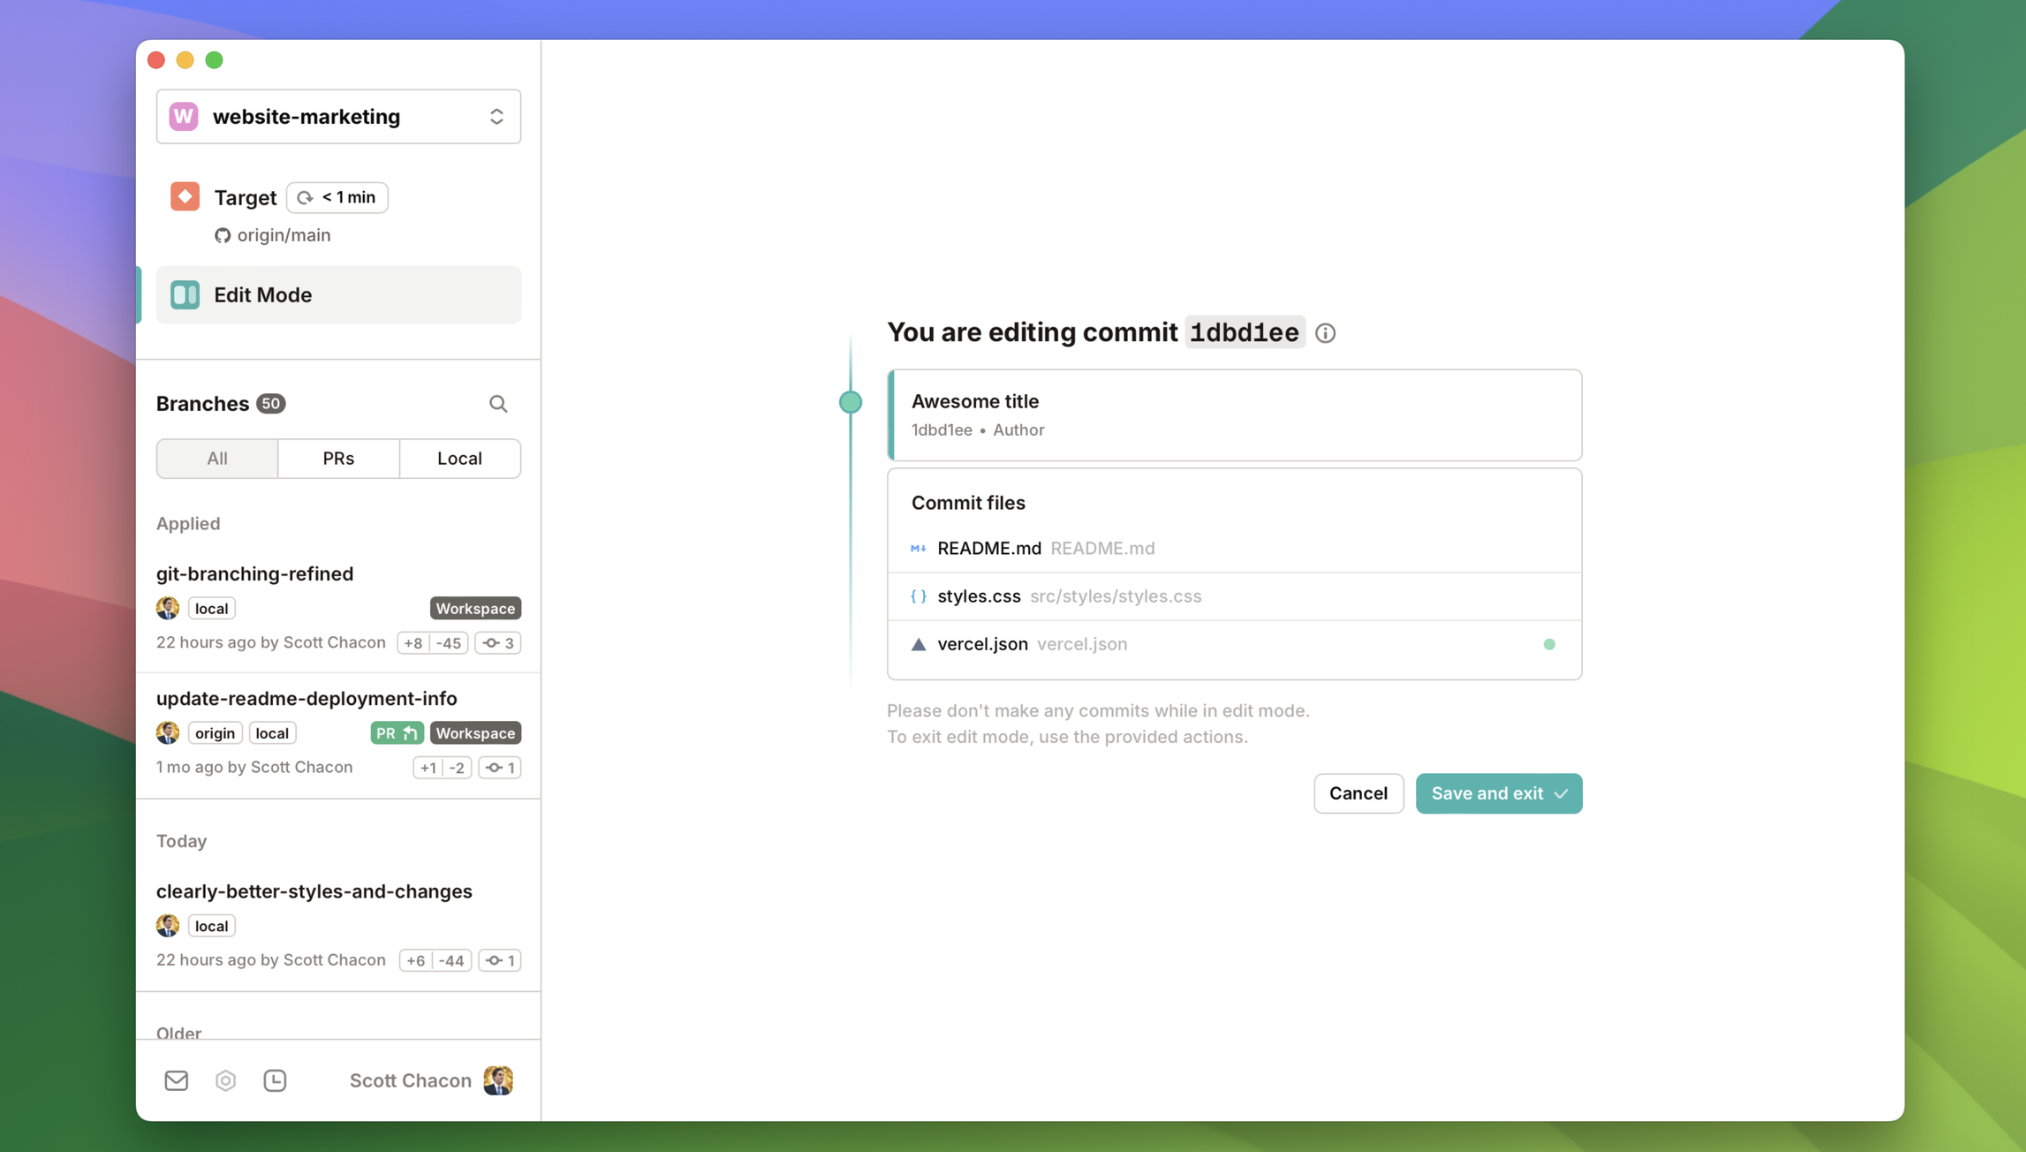 W website-marketing
Target < 1 min
origin/main
Edit Mode
Branches 50
All PRs Local
Applied
git-branching-refined
local Workspace
22 hours ago by Scott Chacon +8 -45 3
update-readme-deployment-info
origin local PR Workspace
1 mo ago by Scott Chacon +1 -2 1
Today
clearly-better-styles-and-changes
local
22 hours ago by Scott Chacon +6 -44 1
Older
Scott Chacon
You are editing commit 1dbd1ee
Awesome title
1dbd1ee • Author
Commit files
README.md README.md
{ } styles.css src/styles/styles.css
vercel.json vercel.json
Please don't make any commits while in edit mode.
To exit edit mode, use the provided actions.
Cancel Save and exit